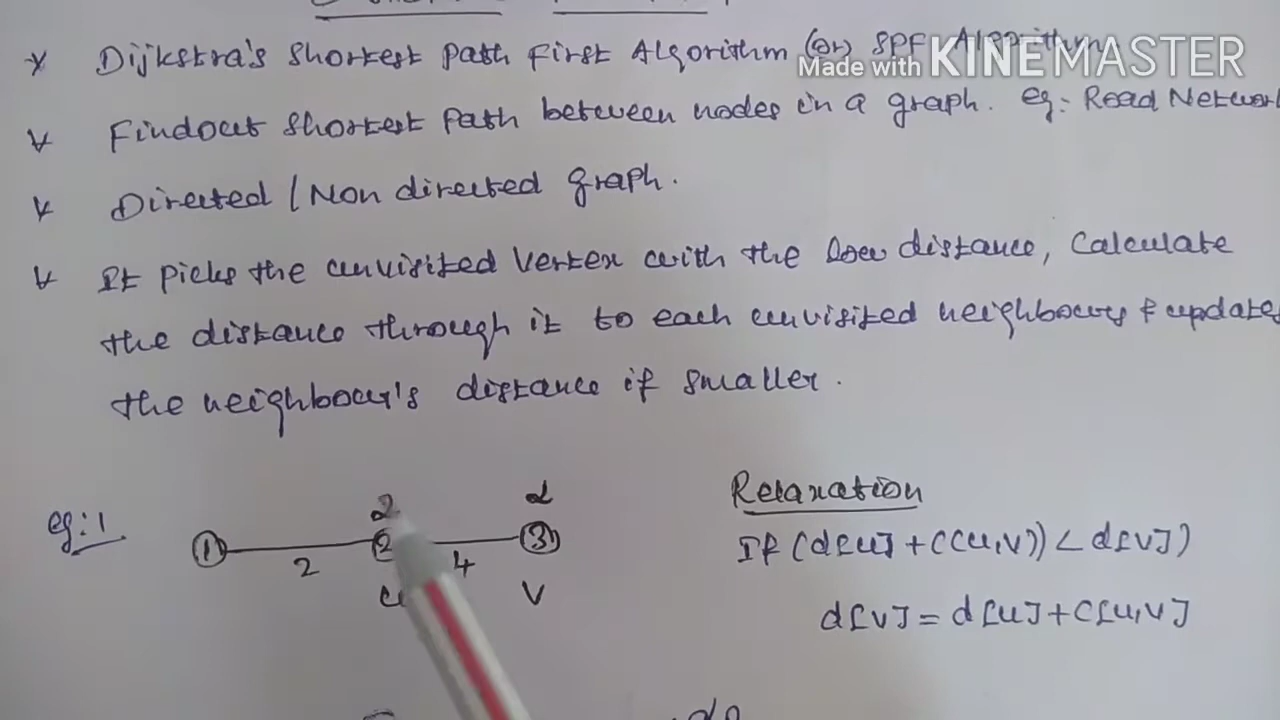 Dijkstra's Shortest Path First Algorithm (or) SPF Algorithm
Made with KINEMASTER
Findout Shortest Path between nodes in a graph. eg: Road Network
Directed / Non directed graph.
It picks the unvisited vertex with the low distance, Calculate
the distance through it to each unvisited neighbours & update
the neighbour's distance if smaller.
eg:1
2 α
1 2 3
2 4
u v
Relaxation
If (d[u] + C(u,v)) < d[v])
d[v] = d[u] + C[u,v]